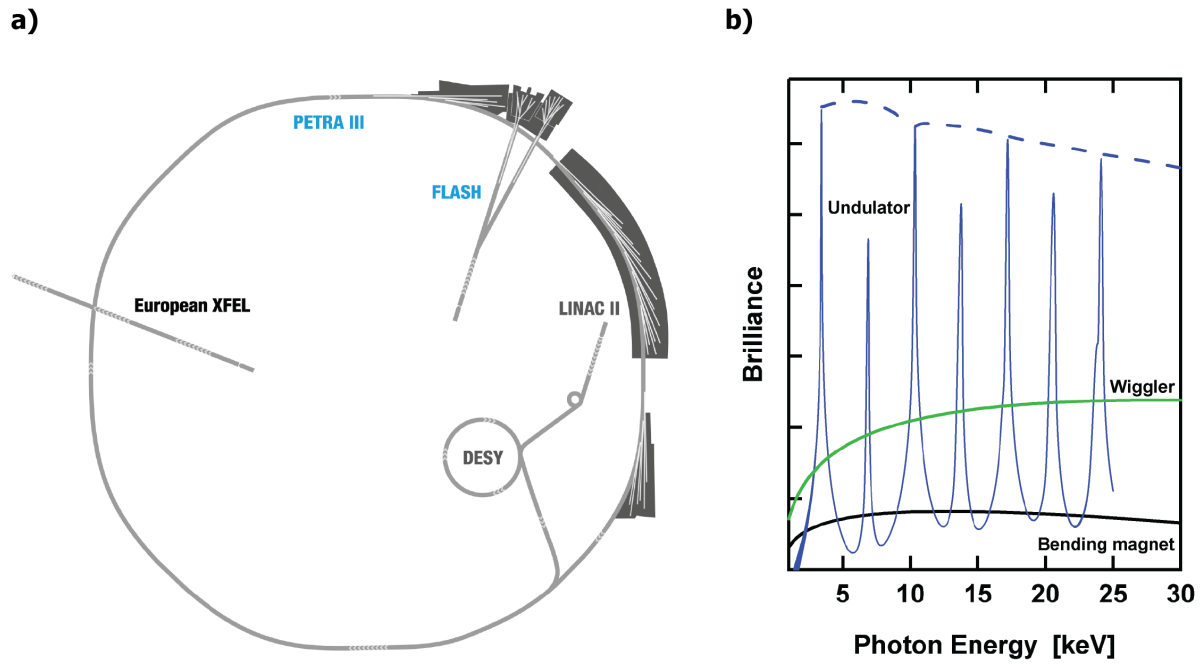 a)
PETRA III
FLASH
European XFEL
LINAC II
DESY
b)
Brilliance
Undulator
Wiggler
Bending magnet
5 10 15 20 25 30
Photon Energy [keV]